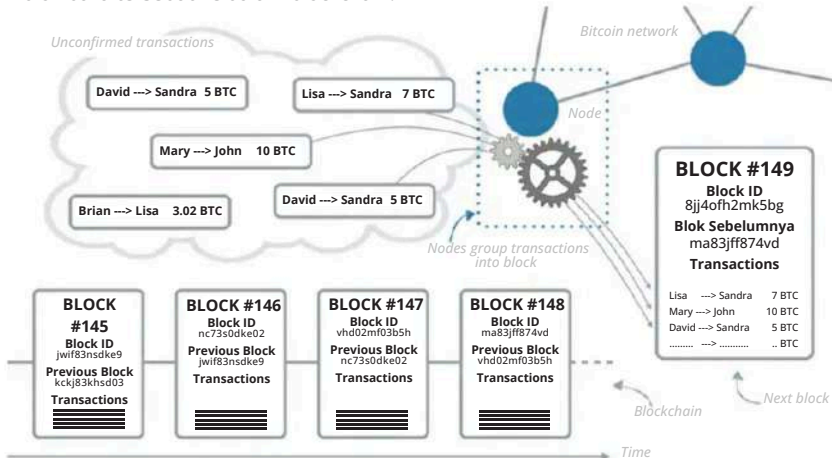 Unconfirmed transactions
Bitcoin network
David ---> Sandra 5 BTC
Lisa ---> Sandra 7 BTC
Node
Mary ---> John 10 BTC
Brian ---> Lisa 3.02 BTC
David ---> Sandra 5 BTC
Nodes group transactions
into block
BLOCK #149
Block ID
8jj4ofh2mk5bg
Blok Sebelumnya
ma83jff874vd
Transactions
Lisa ---> Sandra 7 BTC
Mary ---> John 10 BTC
David ---> Sandra 5 BTC
......... ---> ........... .. BTC
BLOCK
#145
Block ID
jwif83nsdke9
Previous Block
kckj83khsd03
Transactions
BLOCK #146
Block ID
nc73s0dke02
Previous Block
jwif83nsdke9
Transactions
BLOCK #147
Block ID
vhd02mf03b5h
Previous Block
nc73s0dke02
Transactions
BLOCK #148
Block ID
ma83jff874vd
Previous Block
vhd02mf03b5h
Transactions
Blockchain
Next block
Time